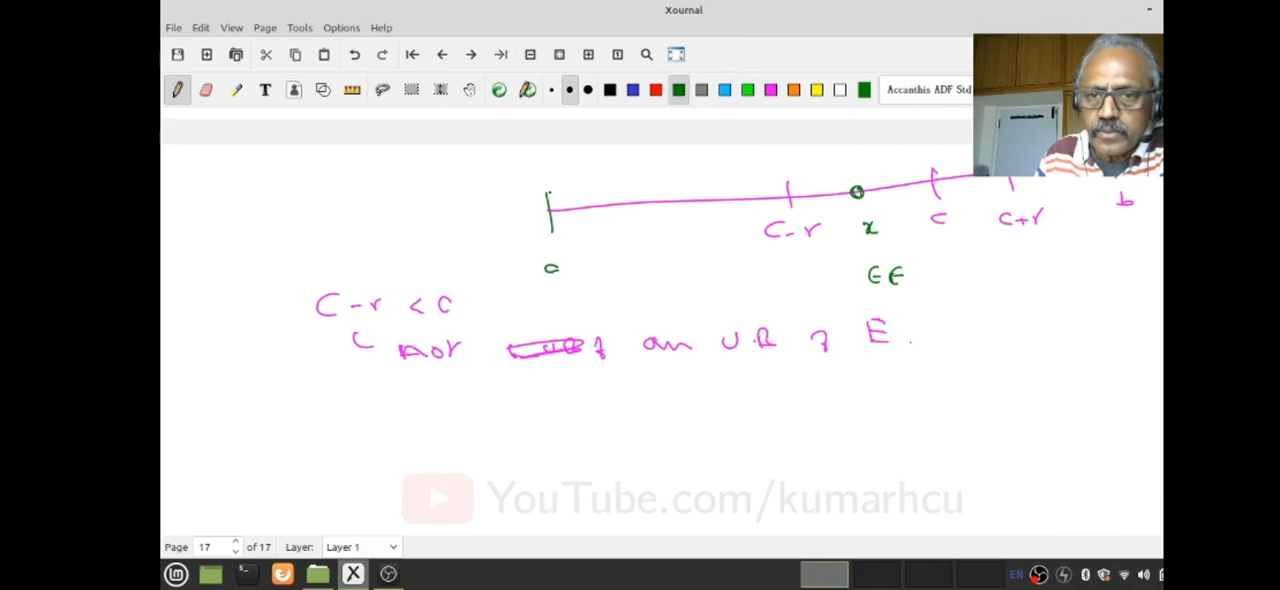 Xournal
File Edit View Page Tools Options Help
Accanthis ADF Std
c-r x c c+r b
a ∈ E
C-r < c
not an U.B of E.
YouTube.com/kumarhcu
Page 17 of 17 Layer: Layer 1
EN